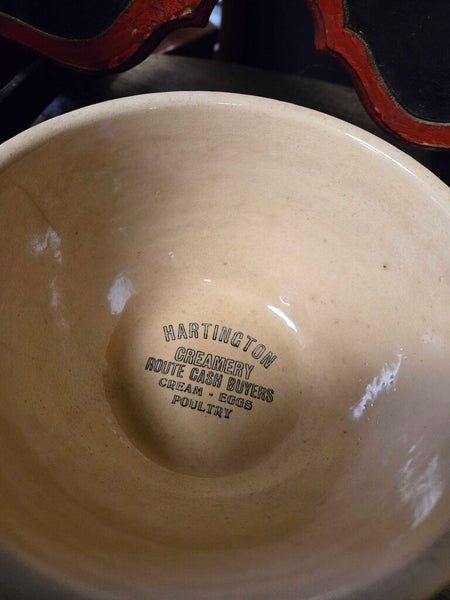 HARTINGTON
CREAMERY
ROUTE CASH BUYERS
CREAM - EGGS
POULTRY